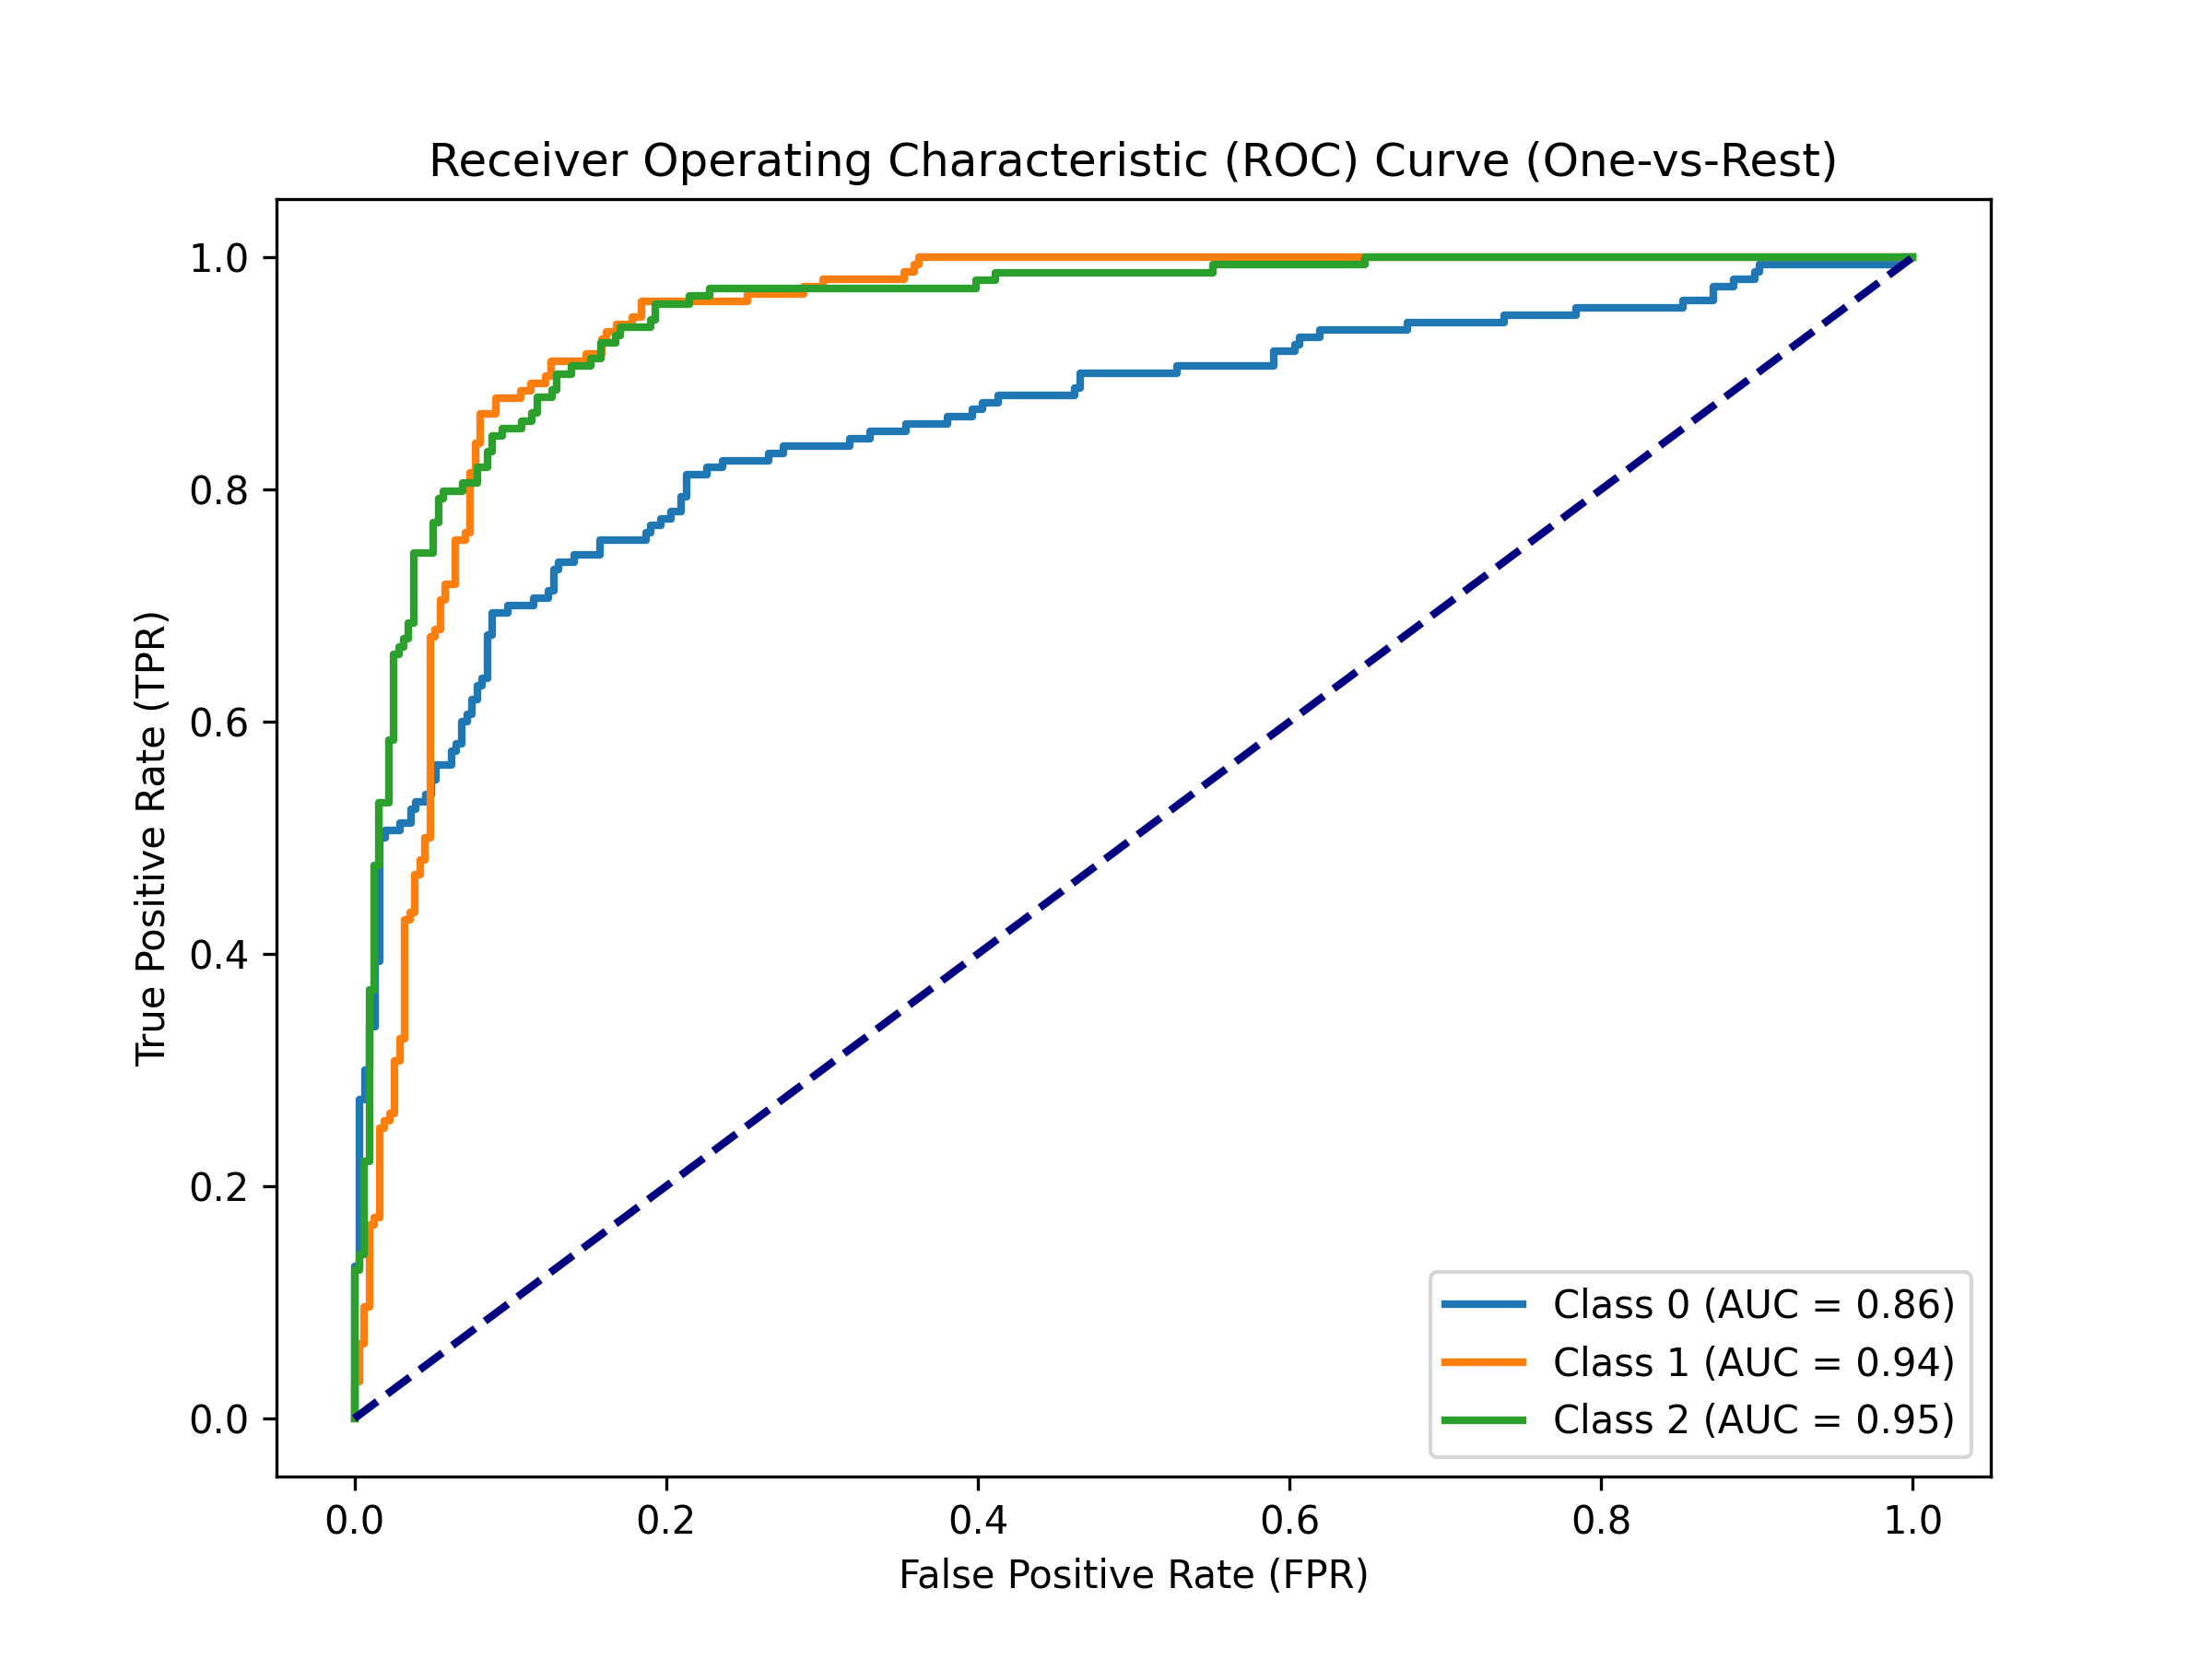 Receiver Operating Characteristic (ROC) Curve (One-vs-Rest)
1.0
0.8
0.6
0.4
0.2
0.0
True Positive Rate (TPR)
Class 0 (AUC = 0.86)
Class 1 (AUC = 0.94)
Class 2 (AUC = 0.95)
0.0 0.2 0.4 0.6 0.8 1.0
False Positive Rate (FPR)